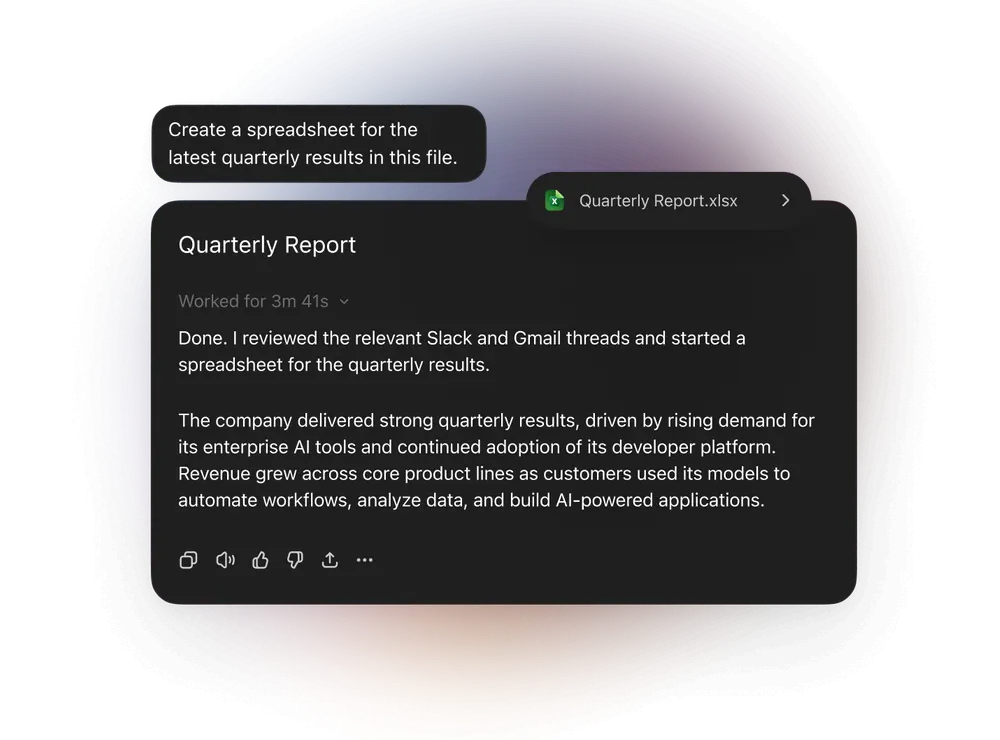 Create a spreadsheet for the
latest quarterly results in this file.
Quarterly Report.xlsx
Quarterly Report
Worked for 3m 41s
Done. I reviewed the relevant Slack and Gmail threads and started a
spreadsheet for the quarterly results.
The company delivered strong quarterly results, driven by rising demand for
its enterprise AI tools and continued adoption of its developer platform.
Revenue grew across core product lines as customers used its models to
automate workflows, analyze data, and build AI-powered applications.